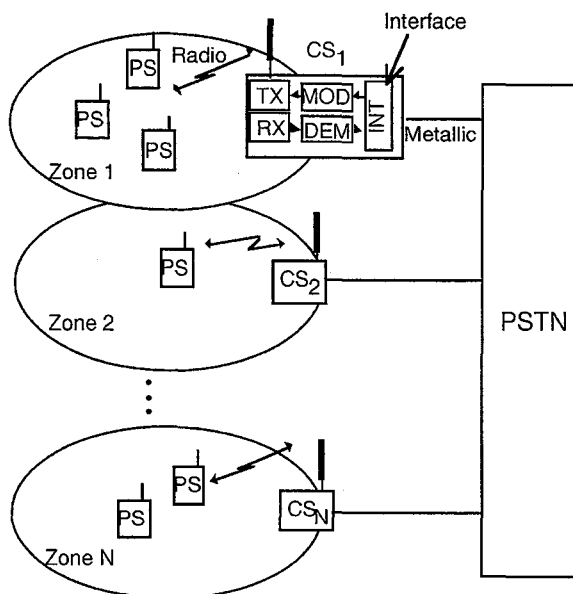 Interface
CS1
Radio
PS
TX
MOD
INT
PS
RX
DEM
PS
Metallic
Zone 1
PS
CS2
Zone 2
PSTN
PS
PS
CSN
Zone N